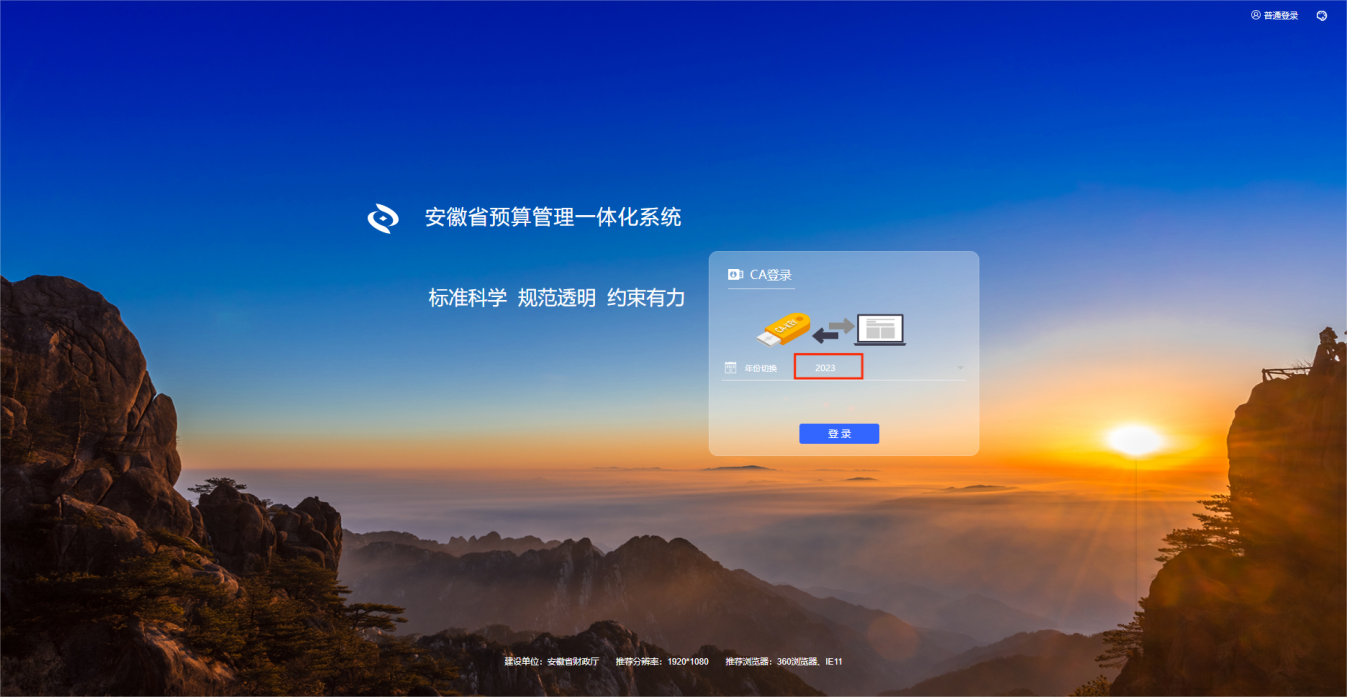 普通登录
安徽省预算管理一体化系统
标准科学 规范透明 约束有力
CA登录
年份切换 2023
登 录
建设单位：安徽省财政厅 推荐分辨率：1920*1080 推荐浏览器：360浏览器、IE11